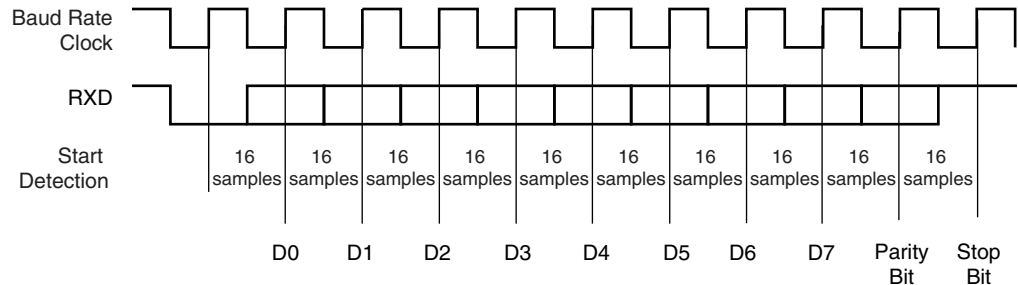 Baud Rate
Clock
RXD
Start
Detection
16 16 16 16 16 16 16 16 16 16
samples samples samples samples samples samples samples samples samples samples
D0 D1 D2 D3 D4 D5 D6 D7 Parity Stop
Bit Bit